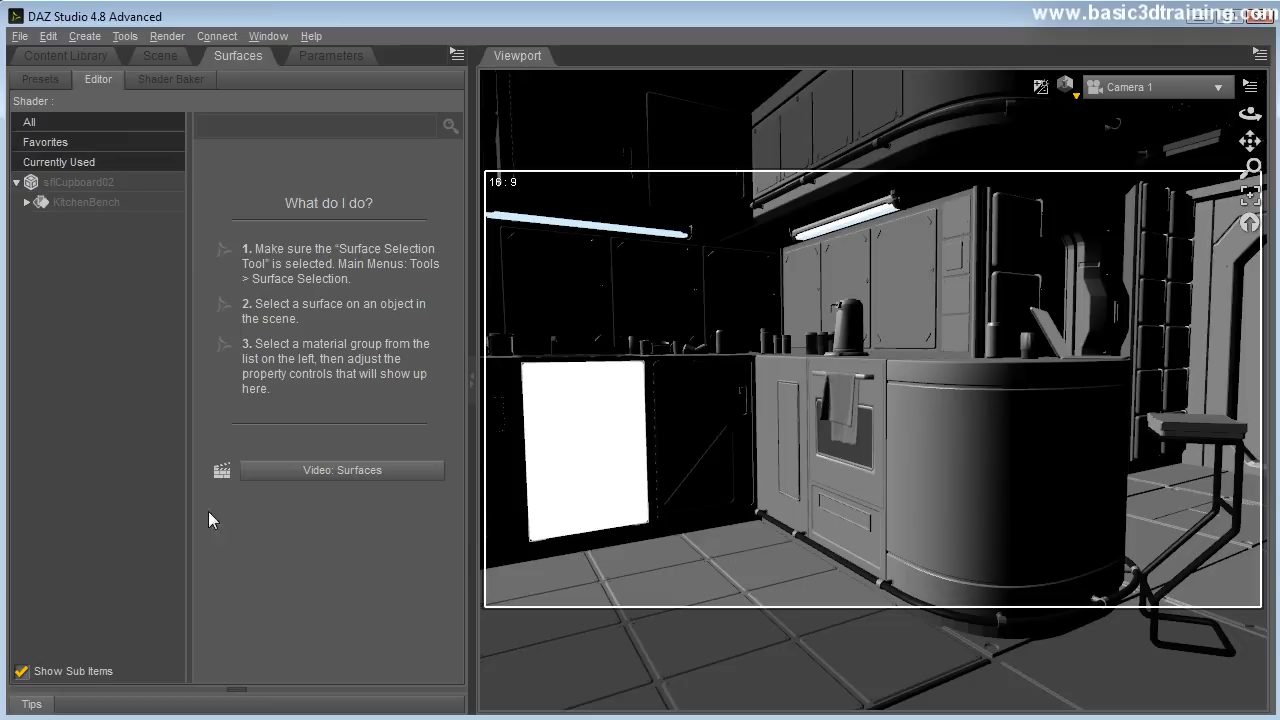 DAZ Studio 4.8 Advanced
www.basic3dtraining.com
File Edit Create Tools Render Connect Window Help
Content Library Scene Surfaces Parameters Viewport
Presets Editor Shader Baker
Camera 1
Shader :
All
Favorites
Currently Used
16 : 9
sflCupboard02
KitchenBench
What do I do?
1. Make sure the “Surface Selection
Tool” is selected. Main Menus: Tools
> Surface Selection.
2. Select a surface on an object in
the scene.
3. Select a material group from the
list on the left, then adjust the
property controls that will show up
here.
Video: Surfaces
Show Sub Items
Tips